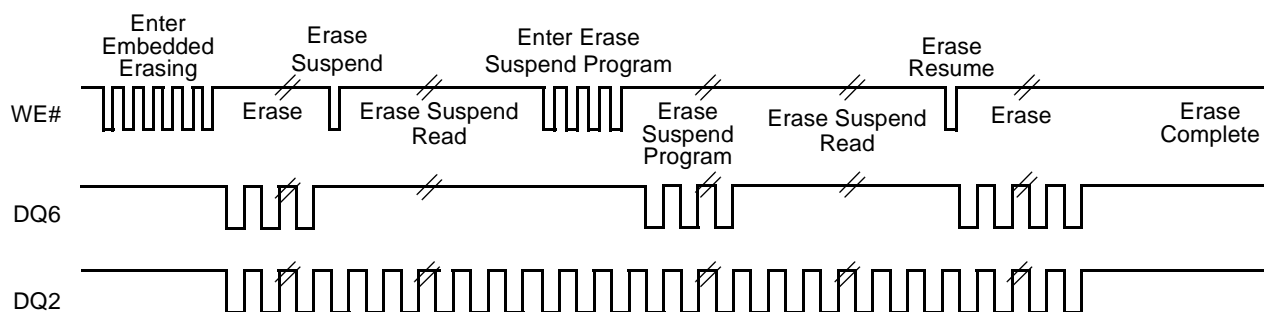 Enter
Embedded
Erasing
Erase
Suspend
Enter Erase
Suspend Program
Erase
Resume
WE#
Erase
Erase Suspend
Read
Erase
Suspend
Program
Erase Suspend
Read
Erase
Erase
Complete
DQ6
DQ2